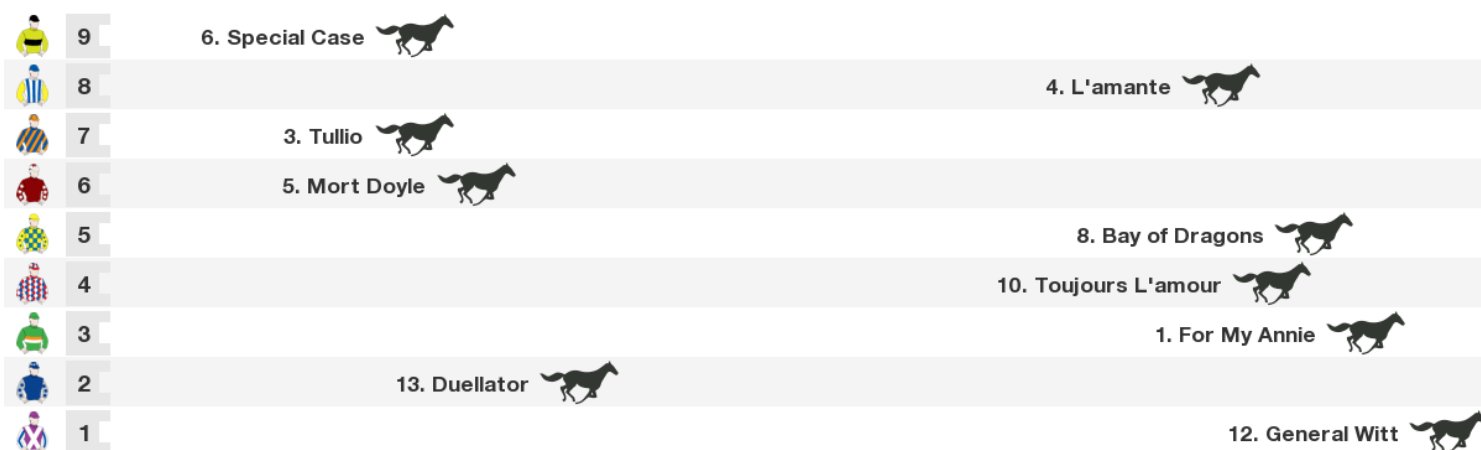 9 6. Special Case
8 4. L'amante
7 3. Tullio
6 5. Mort Doyle
5 8. Bay of Dragons
4 10. Toujours L'amour
3 1. For My Annie
2 13. Duellator
1 12. General Witt